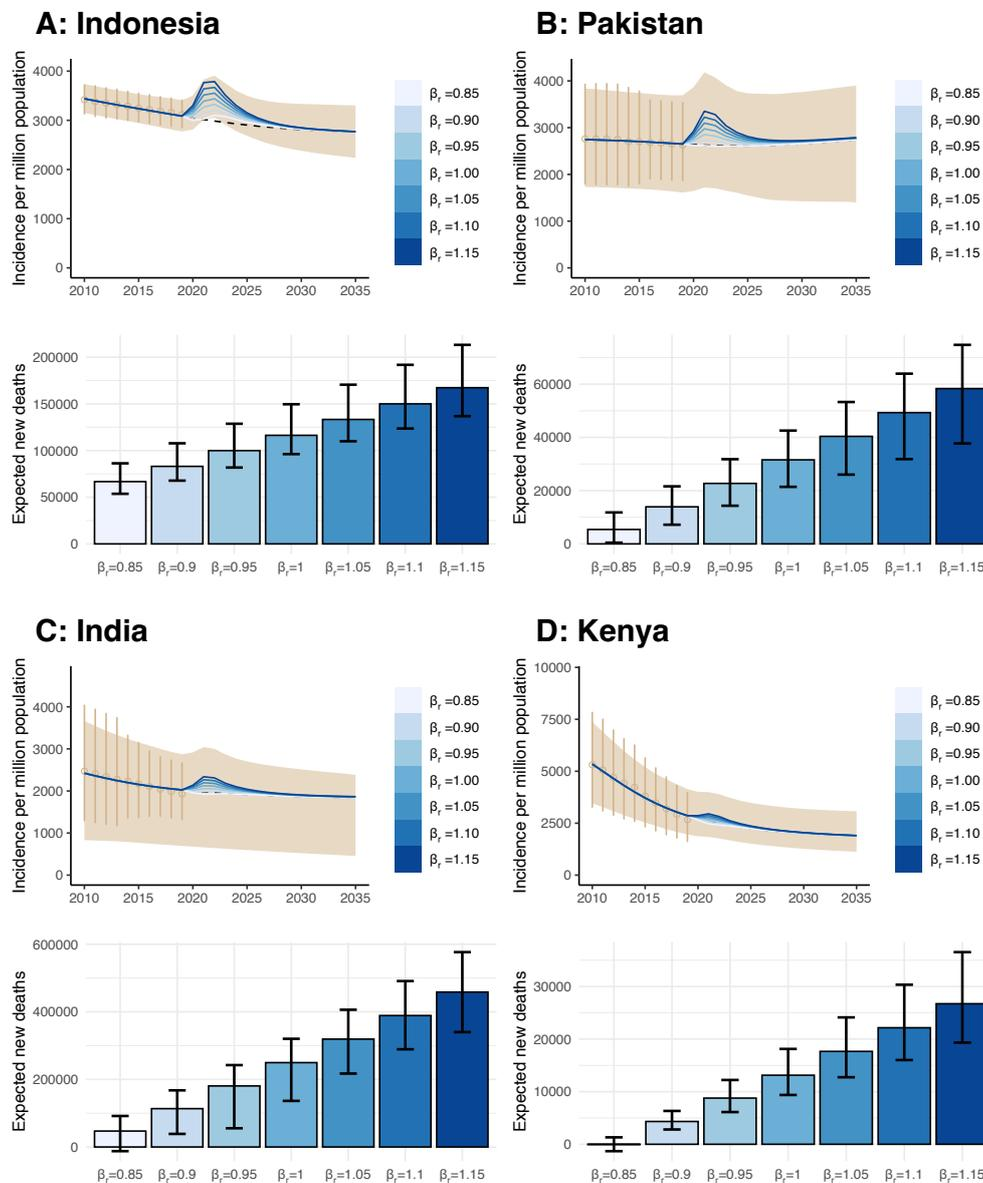 A: Indonesia
Incidence per million population
4000
3000
2000
1000
0
2010 2015 2020 2025 2030 2035
βr =0.85
βr =0.90
βr =0.95
βr =1.00
βr =1.05
βr =1.10
βr =1.15
Expected new deaths
200000
150000
100000
50000
0
βr=0.85 βr=0.9 βr=0.95 βr=1 βr=1.05 βr=1.1 βr=1.15
B: Pakistan
Incidence per million population
4000
3000
2000
1000
0
2010 2015 2020 2025 2030 2035
βr =0.85
βr =0.90
βr =0.95
βr =1.00
βr =1.05
βr =1.10
βr =1.15
Expected new deaths
60000
40000
20000
0
βr=0.85 βr=0.9 βr=0.95 βr=1 βr=1.05 βr=1.1 βr=1.15
C: India
Incidence per million population
4000
3000
2000
1000
0
2010 2015 2020 2025 2030 2035
βr =0.85
βr =0.90
βr =0.95
βr =1.00
βr =1.05
βr =1.10
βr =1.15
Expected new deaths
600000
400000
200000
0
βr=0.85 βr=0.9 βr=0.95 βr=1 βr=1.05 βr=1.1 βr=1.15
D: Kenya
Incidence per million population
10000
7500
5000
2500
0
2010 2015 2020 2025 2030 2035
βr =0.85
βr =0.90
βr =0.95
βr =1.00
βr =1.05
βr =1.10
βr =1.15
Expected new deaths
30000
20000
10000
0
βr=0.85 βr=0.9 βr=0.95 βr=1 βr=1.05 βr=1.1 βr=1.15